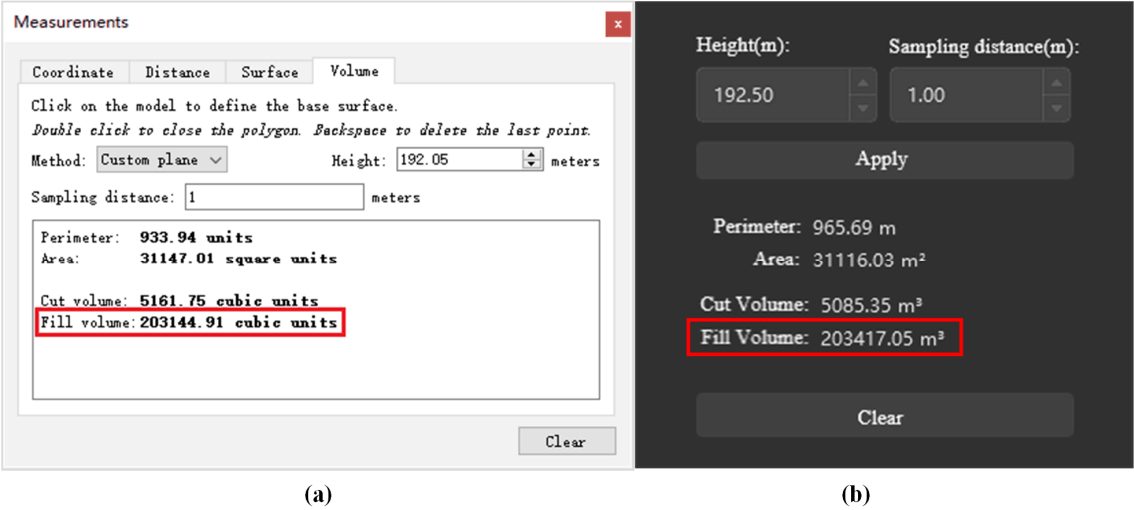 Measurements
x
Coordinate Distance Surface Volume
Click on the model to define the base surface.
Double click to close the polygon. Backspace to delete the last point.
Method: Custom plane Height: 192.05 meters
Sampling distance: 1 meters
Perimeter: 933.94 units
Area: 31147.01 square units
Cut volume: 5161.75 cubic units
Fill volume: 203144.91 cubic units
Clear
(a)
Height(m): Sampling distance(m):
192.50 1.00
Apply
Perimeter: 965.69 m
Area: 31116.03 m²
Cut Volume: 5085.35 m³
Fill Volume: 203417.05 m³
Clear
(b)